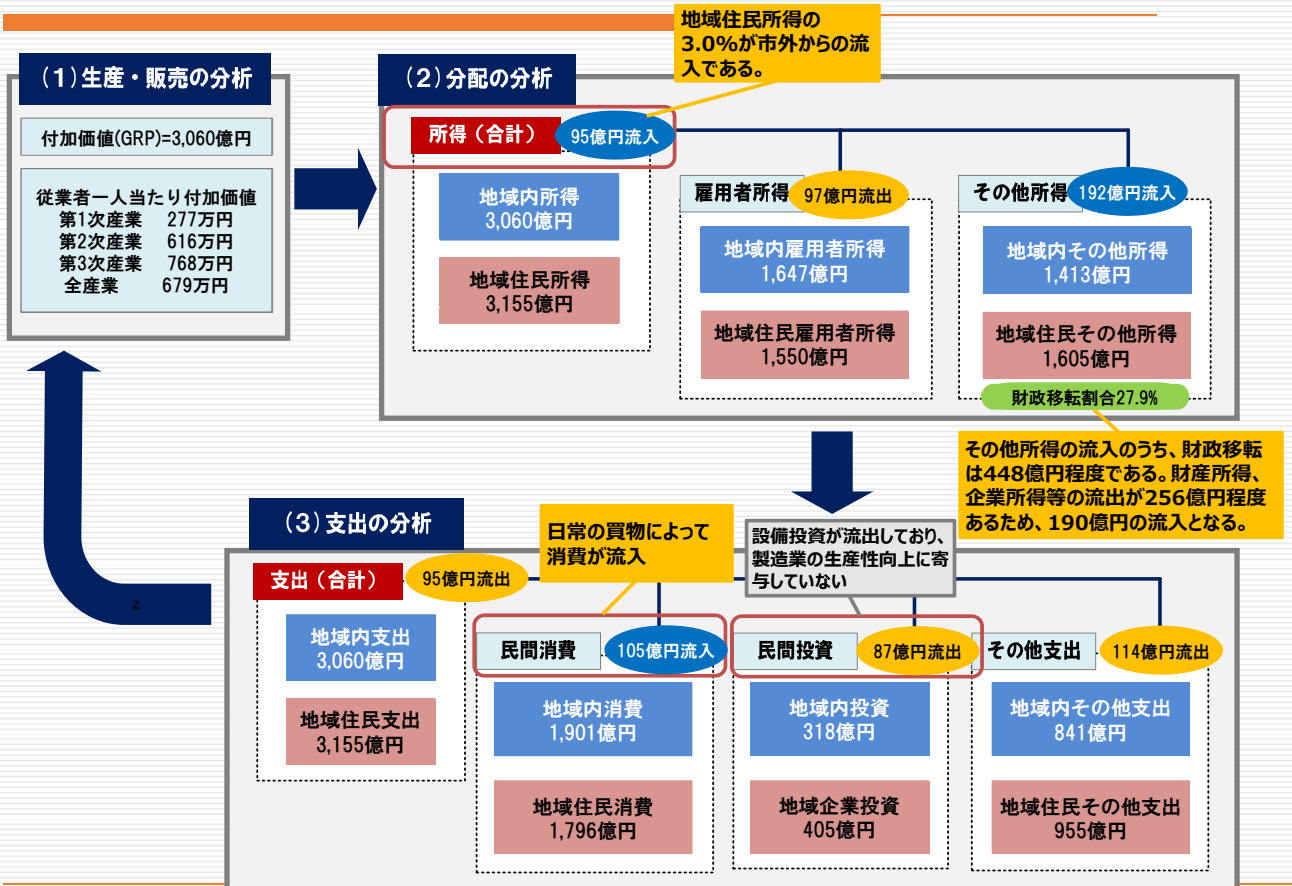 地域住民所得の
3.0%が市外からの流
入である。
(1)生産・販売の分析
付加価値(GRP)=3,060億円
従業者一人当たり付加価値
第1次産業 277万円
第2次産業 616万円
第3次産業 768万円
全産業 679万円
(2)分配の分析
所得(合計)
95億円流入
地域内所得
3,060億円
地域住民所得
3,155億円
雇用者所得
97億円流出
地域内雇用者所得
1,647億円
地域住民雇用者所得
1,550億円
その他所得
192億円流入
地域内その他所得
1,413億円
地域住民その他所得
1,605億円
財政移転割合27.9%
その他所得の流入のうち、財政移転
は448億円程度である。財産所得、
企業所得等の流出が256億円程度
あるため、190億円の流入となる。
(3)支出の分析
日常の買物によって
消費が流入
設備投資が流出しており、
製造業の生産性向上に寄
与していない
支出(合計)
95億円流出
地域内支出
3,060億円
地域住民支出
3,155億円
民間消費
105億円流入
地域内消費
1,901億円
地域住民消費
1,796億円
民間投資
87億円流出
地域内投資
318億円
地域企業投資
405億円
その他支出
114億円流出
地域内その他支出
841億円
地域住民その他支出
955億円
z